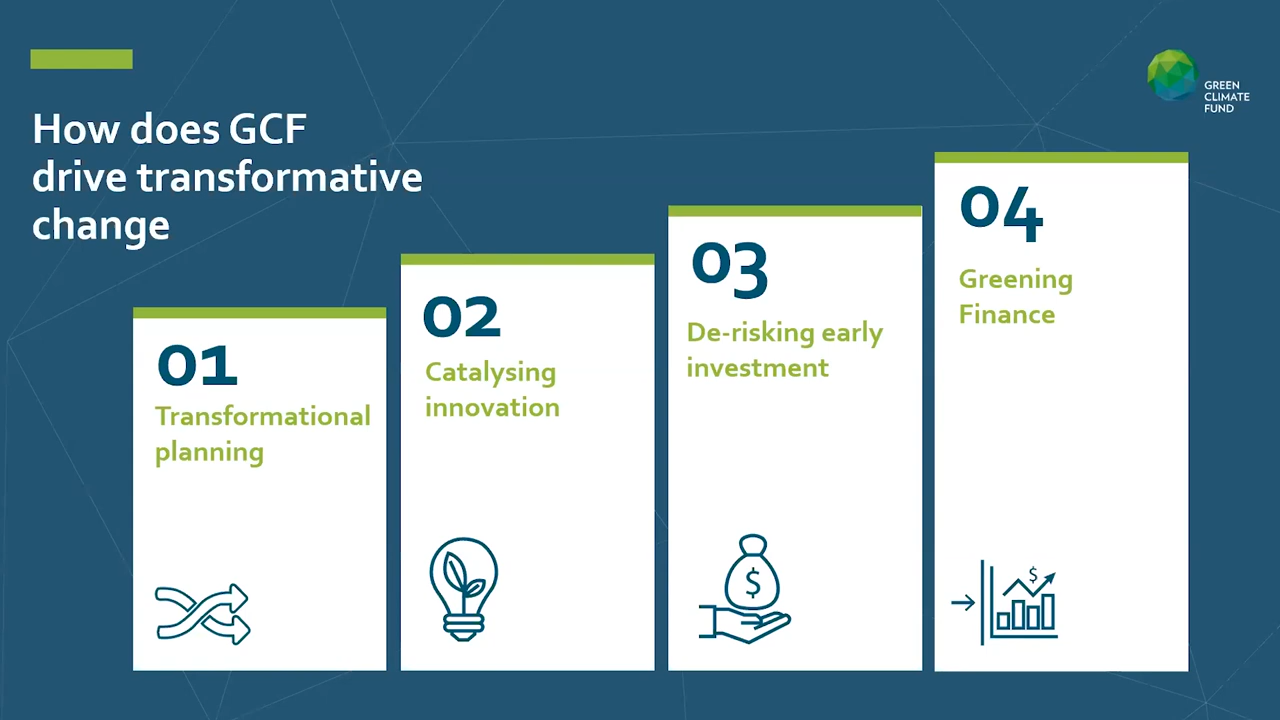 How does GCF
drive transformative
change
GREEN
CLIMATE
FUND
01
Transformational
planning
02
Catalysing
innovation
03
De-risking early
investment
$
04
Greening
Finance
$